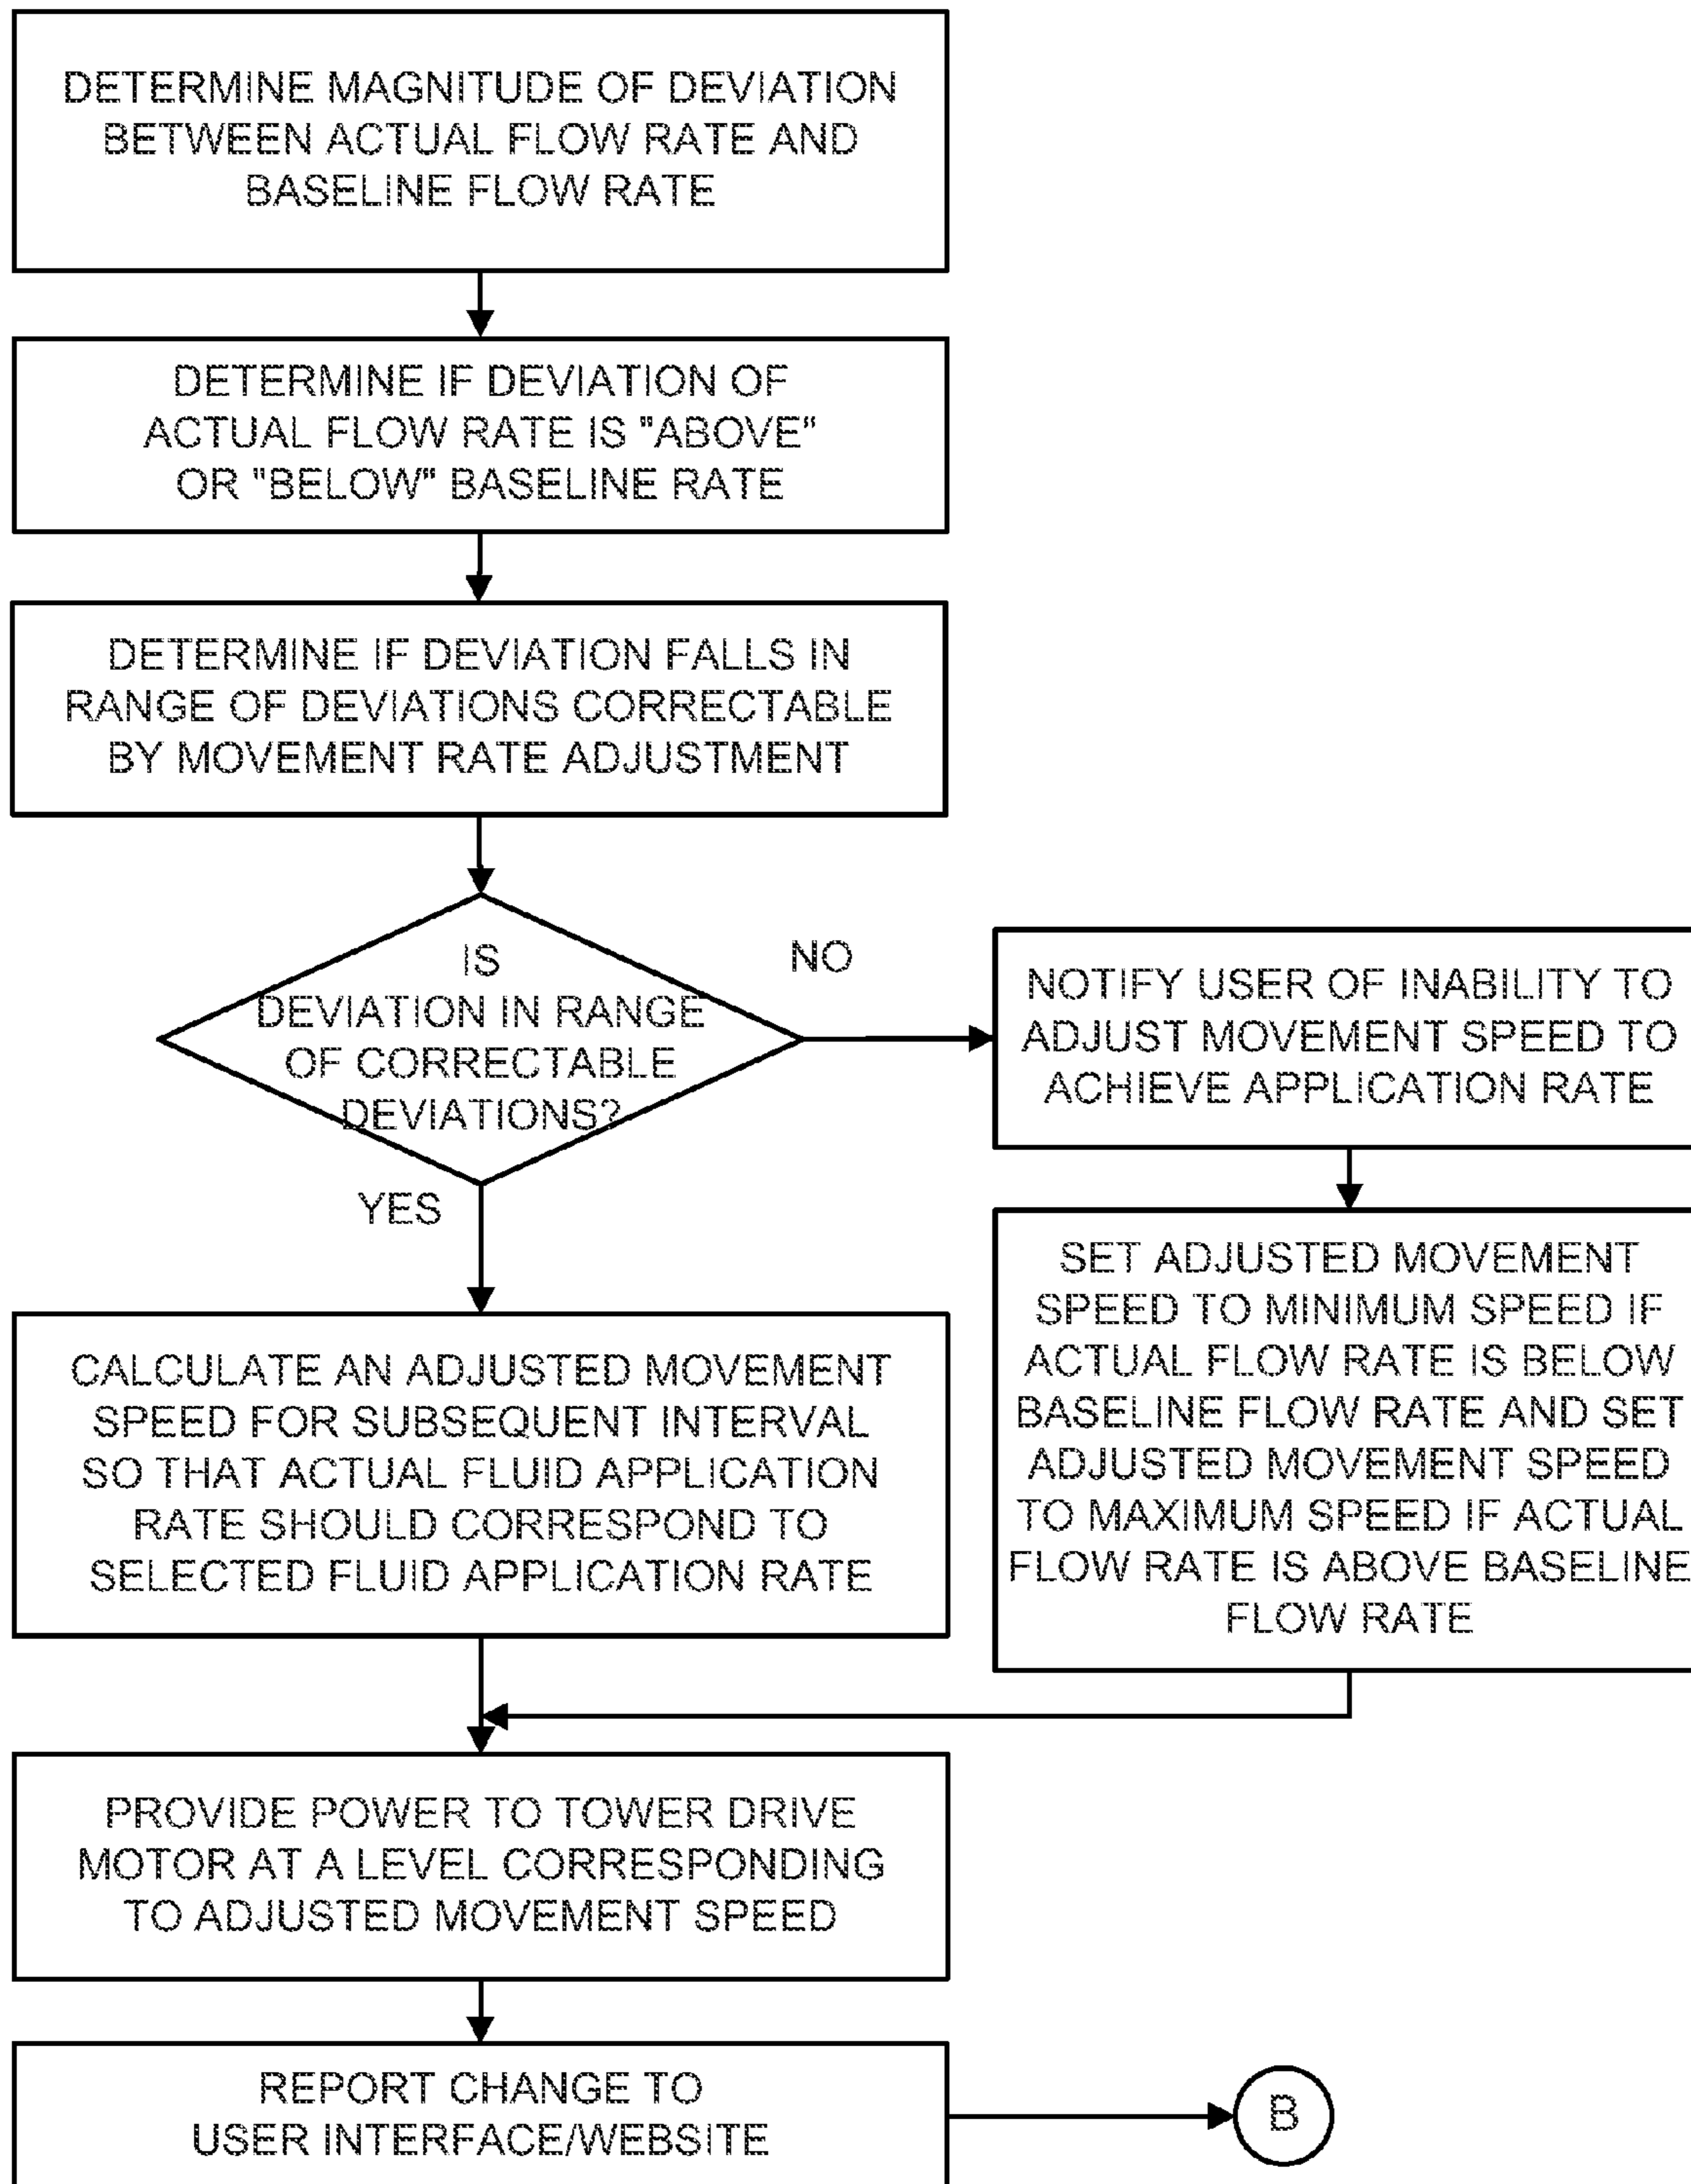 DETERMINE MAGNITUDE OF DEVIATION
BETWEEN ACTUAL FLOW RATE AND
BASELINE FLOW RATE
DETERMINE IF DEVIATION OF
ACTUAL FLOW RATE IS "ABOVE"
OR "BELOW" BASELINE RATE
DETERMINE IF DEVIATION FALLS IN
RANGE OF DEVIATIONS CORRECTABLE
BY MOVEMENT RATE ADJUSTMENT
IS
DEVIATION IN RANGE
OF CORRECTABLE
DEVIATIONS?
NO
NOTIFY USER OF INABILITY TO
ADJUST MOVEMENT SPEED TO
ACHIEVE APPLICATION RATE
YES
SET ADJUSTED MOVEMENT
SPEED TO MINIMUM SPEED IF
ACTUAL FLOW RATE IS BELOW
BASELINE FLOW RATE AND SET
ADJUSTED MOVEMENT SPEED
TO MAXIMUM SPEED IF ACTUAL
FLOW RATE IS ABOVE BASELINE
FLOW RATE
CALCULATE AN ADJUSTED MOVEMENT
SPEED FOR SUBSEQUENT INTERVAL
SO THAT ACTUAL FLUID APPLICATION
RATE SHOULD CORRESPOND TO
SELECTED FLUID APPLICATION RATE
PROVIDE POWER TO TOWER DRIVE
MOTOR AT A LEVEL CORRESPONDING
TO ADJUSTED MOVEMENT SPEED
REPORT CHANGE TO
USER INTERFACE/WEBSITE
B